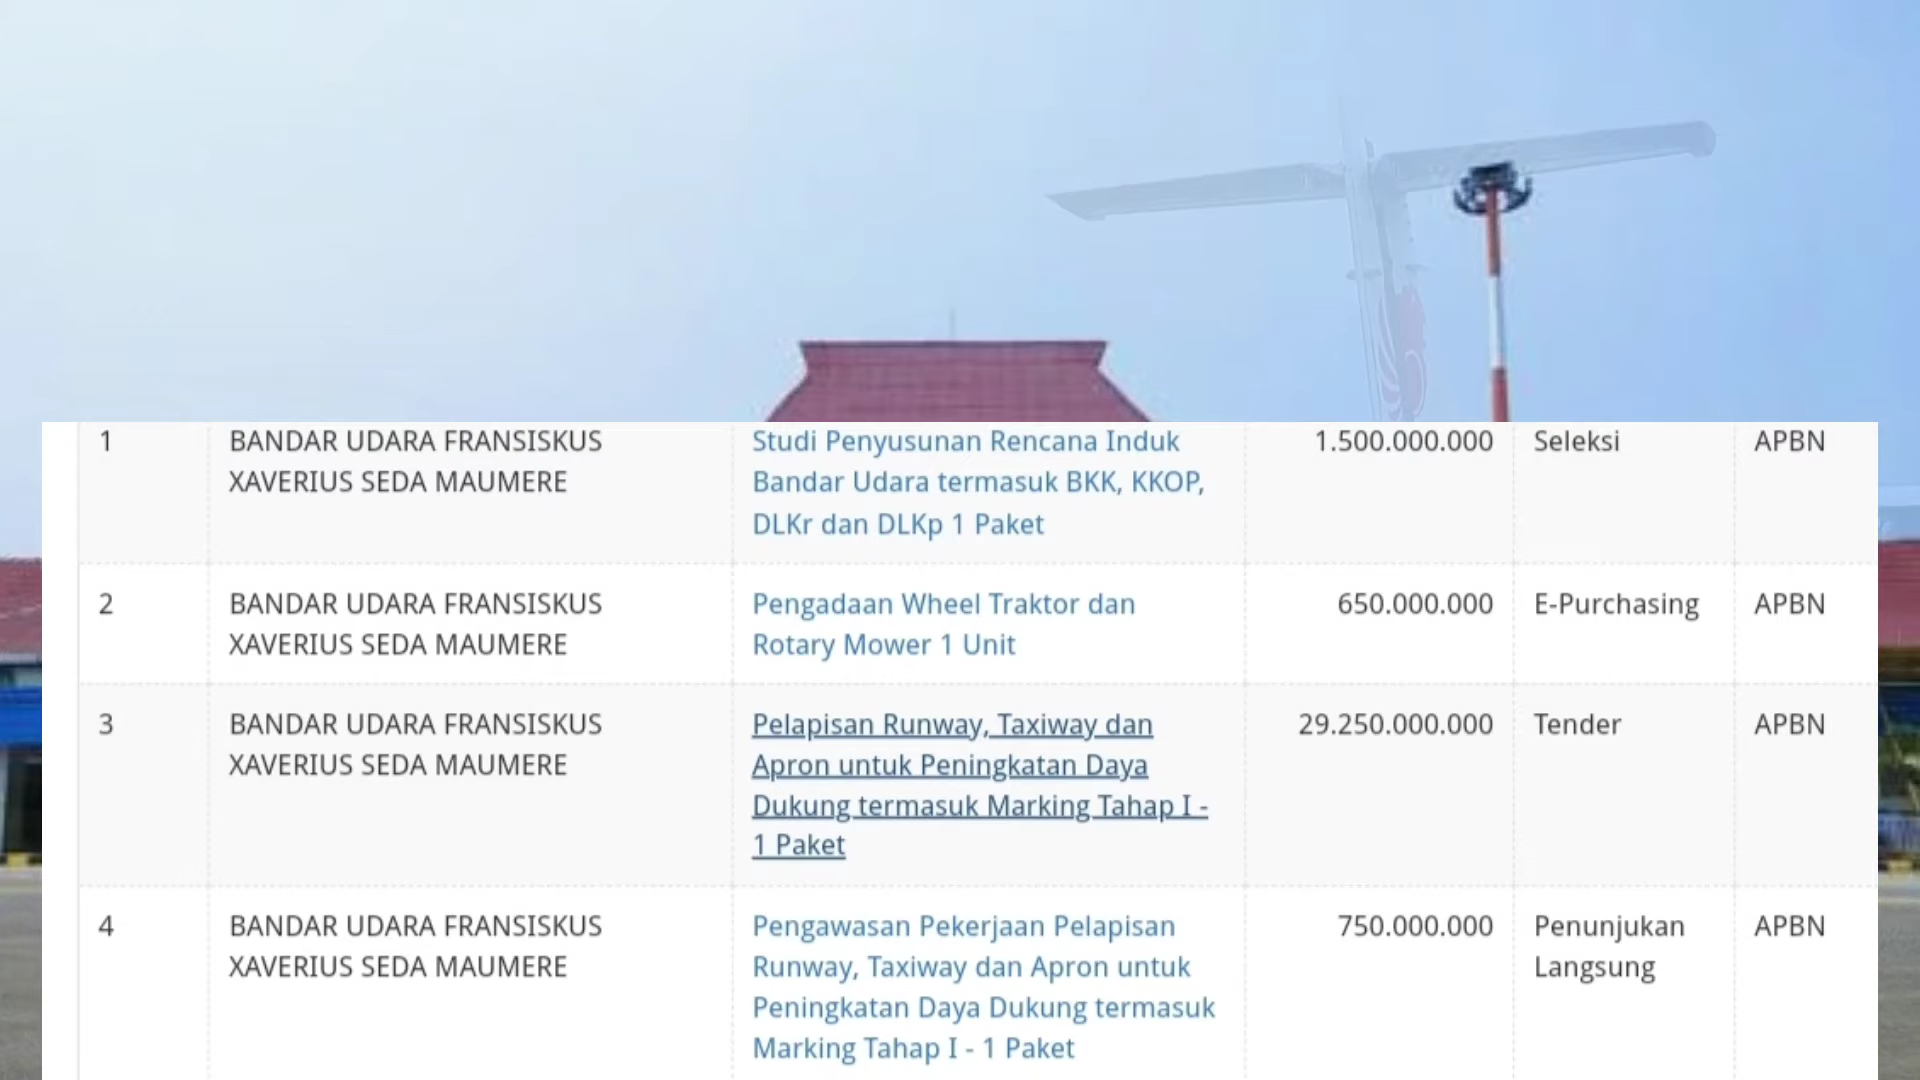 1
BANDAR UDARA FRANSISKUS
XAVERIUS SEDA MAUMERE
Studi Penyusunan Rencana Induk
Bandar Udara termasuk BKK, KKOP,
DLKr dan DLKp 1 Paket
1.500.000.000
Seleksi
APBN
2
BANDAR UDARA FRANSISKUS
XAVERIUS SEDA MAUMERE
Pengadaan Wheel Traktor dan
Rotary Mower 1 Unit
650.000.000
E-Purchasing
APBN
3
BANDAR UDARA FRANSISKUS
XAVERIUS SEDA MAUMERE
Pelapisan Runway, Taxiway dan
Apron untuk Peningkatan Daya
Dukung termasuk Marking Tahap I -
1 Paket
29.250.000.000
Tender
APBN
4
BANDAR UDARA FRANSISKUS
XAVERIUS SEDA MAUMERE
Pengawasan Pekerjaan Pelapisan
Runway, Taxiway dan Apron untuk
Peningkatan Daya Dukung termasuk
Marking Tahap I - 1 Paket
750.000.000
Penunjukan
Langsung
APBN